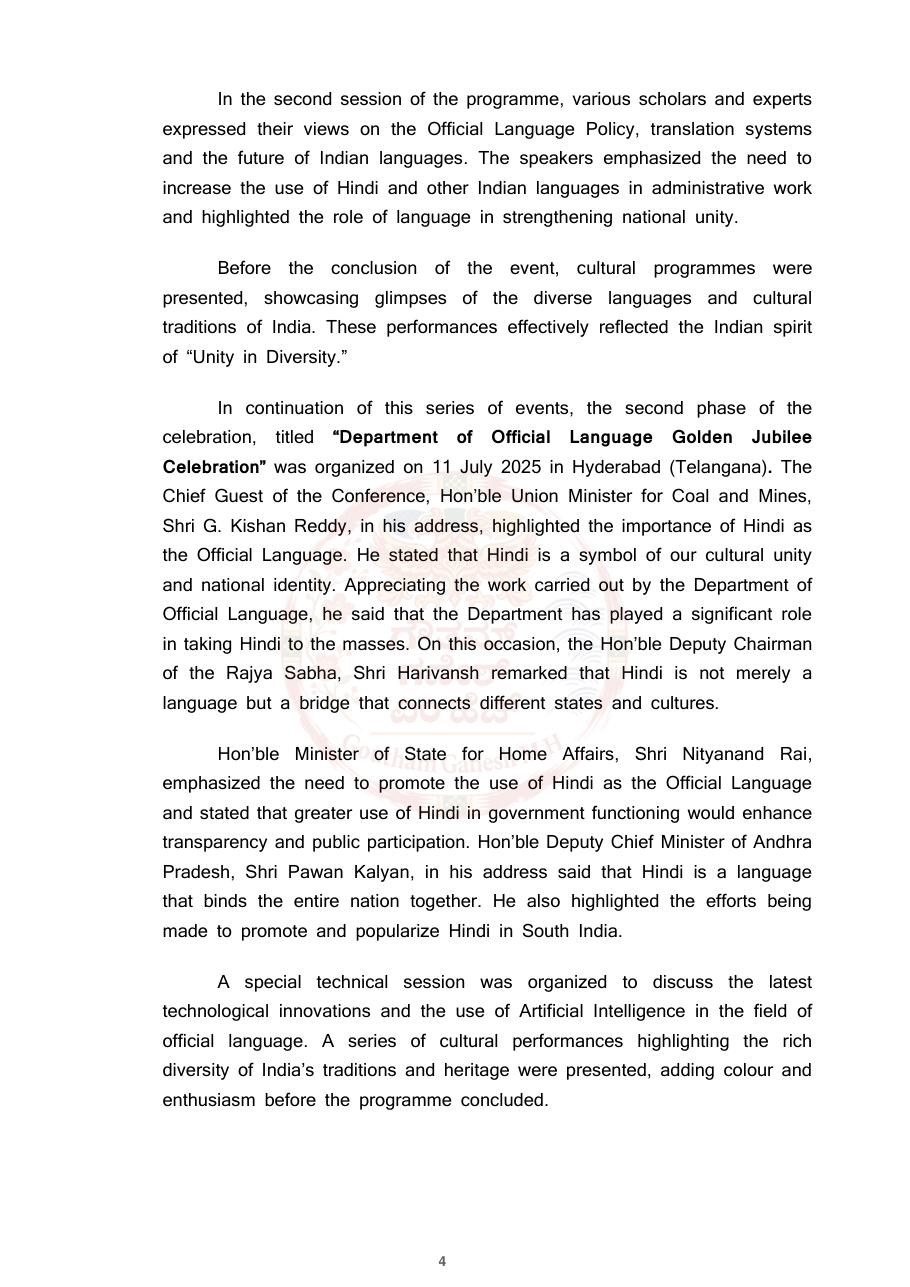 In the second session of the programme, various scholars and experts
expressed their views on the Official Language Policy, translation systems
and the future of Indian languages. The speakers emphasized the need to
increase the use of Hindi and other Indian languages in administrative work
and highlighted the role of language in strengthening national unity.
Before the conclusion of the event, cultural programmes were
presented, showcasing glimpses of the diverse languages and cultural
traditions of India. These performances effectively reflected the Indian spirit
of “Unity in Diversity.”
In continuation of this series of events, the second phase of the
celebration, titled “Department of Official Language Golden Jubilee
Celebration” was organized on 11 July 2025 in Hyderabad (Telangana). The
Chief Guest of the Conference, Hon’ble Union Minister for Coal and Mines,
Shri G. Kishan Reddy, in his address, highlighted the importance of Hindi as
the Official Language. He stated that Hindi is a symbol of our cultural unity
and national identity. Appreciating the work carried out by the Department of
Official Language, he said that the Department has played a significant role
in taking Hindi to the masses. On this occasion, the Hon’ble Deputy Chairman
of the Rajya Sabha, Shri Harivansh remarked that Hindi is not merely a
language but a bridge that connects different states and cultures.
Hon’ble Minister of State for Home Affairs, Shri Nityanand Rai,
emphasized the need to promote the use of Hindi as the Official Language
and stated that greater use of Hindi in government functioning would enhance
transparency and public participation. Hon’ble Deputy Chief Minister of Andhra
Pradesh, Shri Pawan Kalyan, in his address said that Hindi is a language
that binds the entire nation together. He also highlighted the efforts being
made to promote and popularize Hindi in South India.
A special technical session was organized to discuss the latest
technological innovations and the use of Artificial Intelligence in the field of
official language. A series of cultural performances highlighting the rich
diversity of India’s traditions and heritage were presented, adding colour and
enthusiasm before the programme concluded.
ಗೌತಮ್
ಗಣೇಶ್
ಎಂ ಹೆಚ್
Goutham Ganesh M H
4